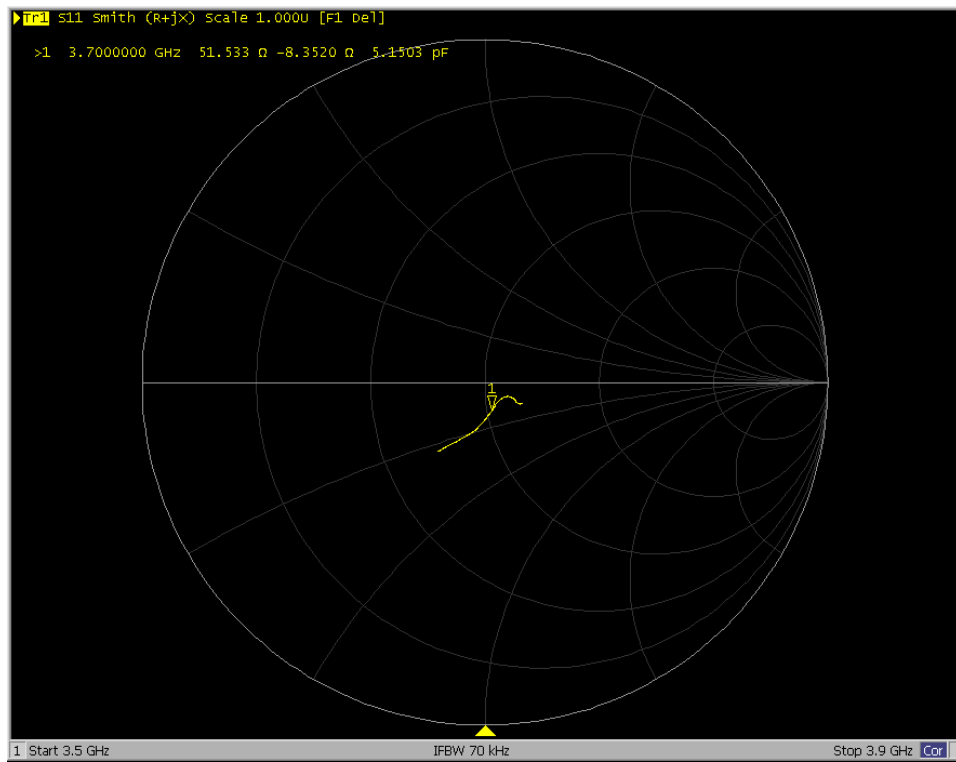 Tr1 S11 Smith (R+jX) Scale 1.000U [F1 Del]
>1 3.7000000 GHz 51.533 Ω -8.3520 Ω 5.1503 pF
1
1 Start 3.5 GHz IFBW 70 kHz Stop 3.9 GHz Cor